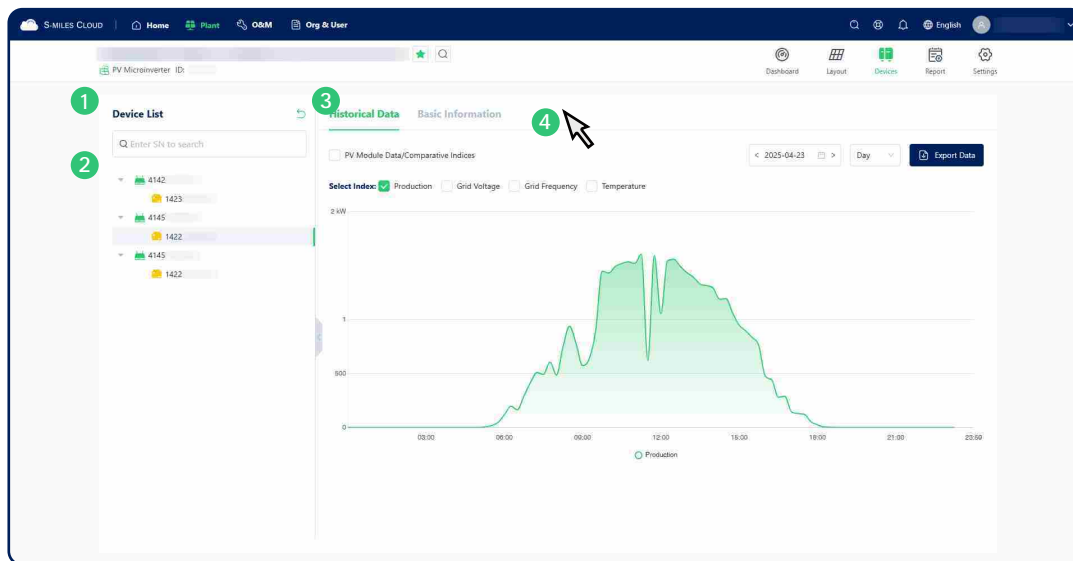 S-MILES CLOUD Home Plant O&M Org & User English
PV Microinverter ID: Dashboard Layout Devices Report Settings
1 3
Device List Historical Data Basic Information 4
Enter SN to search PV Module Data/Comparative Indices < 2025-04-23 > Day Export Data
2
4142 Select Index: Production Grid Voltage Grid Frequency Temperature
1423
2 kW
4145
1422
4145
1422
1
500
0
03:00 06:00 09:00 12:00 15:00 18:00 21:00 23:59
Production